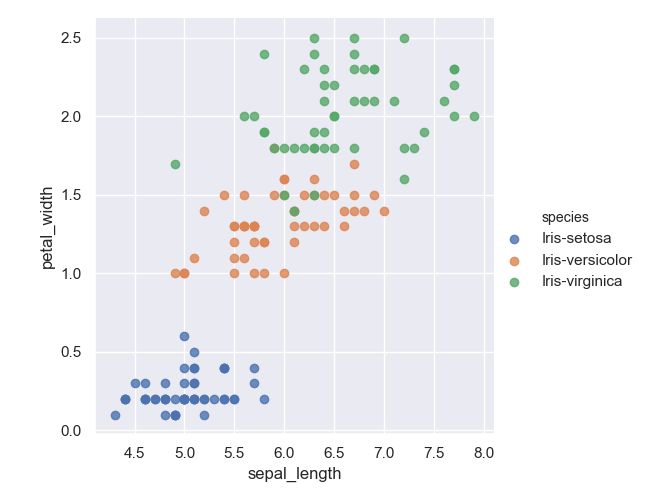 2.5
2.0
1.5
1.0
0.5
0.0
petal_width
4.5 5.0 5.5 6.0 6.5 7.0 7.5 8.0
sepal_length
species
Iris-setosa
Iris-versicolor
Iris-virginica